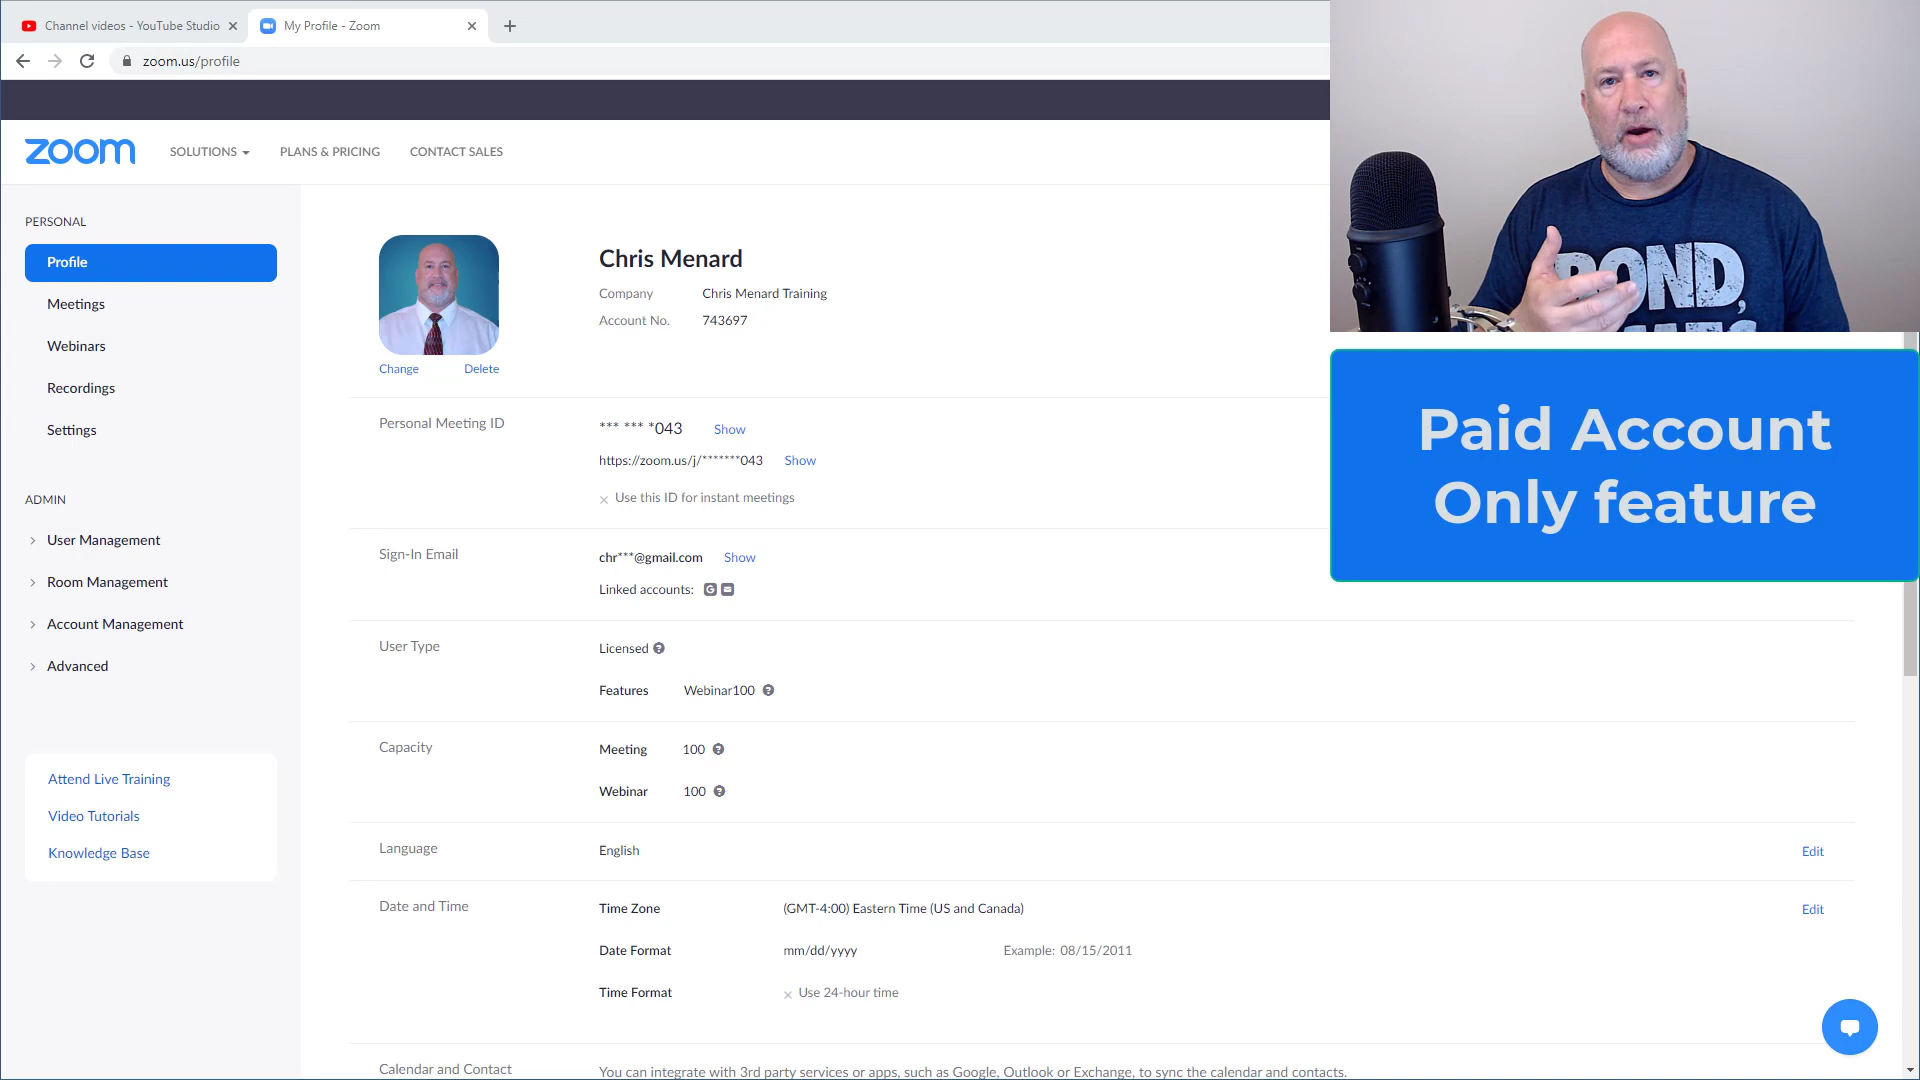 Channel videos - YouTube Studio
My Profile - Zoom
zoom.us/profile
zoom
SOLUTIONS
PLANS & PRICING
CONTACT SALES
PERSONAL
Profile
Meetings
Webinars
Recordings
Settings
ADMIN
User Management
Room Management
Account Management
Advanced
Attend Live Training
Video Tutorials
Knowledge Base
Change
Delete
Chris Menard
Company Chris Menard Training
Account No. 743697
Personal Meeting ID
*** *** *043 Show
https://zoom.us/j/*******043 Show
Use this ID for instant meetings
Sign-In Email
chr***@gmail.com Show
Linked accounts:
User Type
Licensed
Features Webinar100
Capacity
Meeting 100
Webinar 100
Language English Edit
Date and Time
Time Zone (GMT-4:00) Eastern Time (US and Canada) Edit
Date Format mm/dd/yyyy Example: 08/15/2011
Time Format Use 24-hour time
Calendar and Contact
You can integrate with 3rd party services or apps, such as Google, Outlook or Exchange, to sync the calendar and contacts.
Paid Account
Only feature